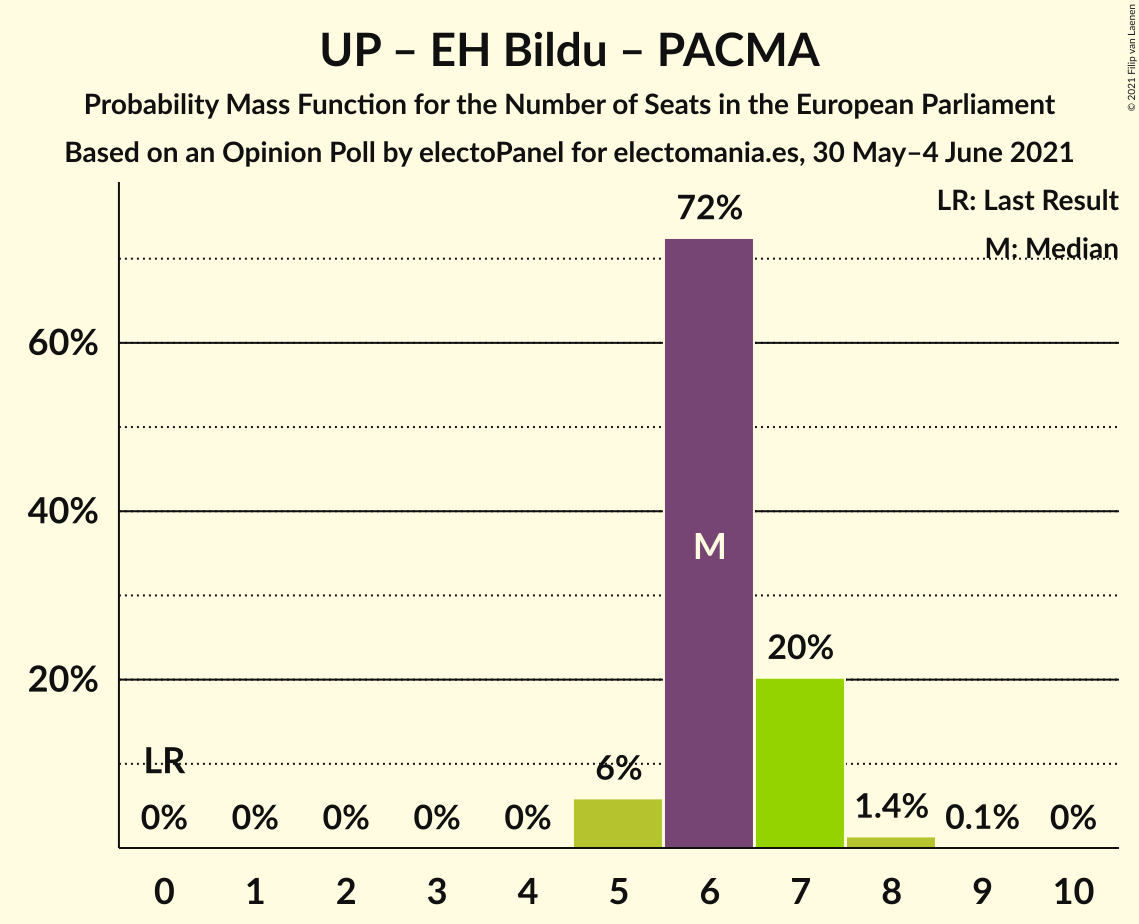 UP – EH Bildu – PACMA
Probability Mass Function for the Number of Seats in the European Parliament
Based on an Opinion Poll by electoPanel for electomania.es, 30 May–4 June 2021
© 2021 Filip van Laenen
LR: Last Result
M: Median
72%
60%
40%
M
20%
20%
LR
6%
0% 0% 0% 0% 0% 1.4% 0.1% 0%
0 1 2 3 4 5 6 7 8 9 10